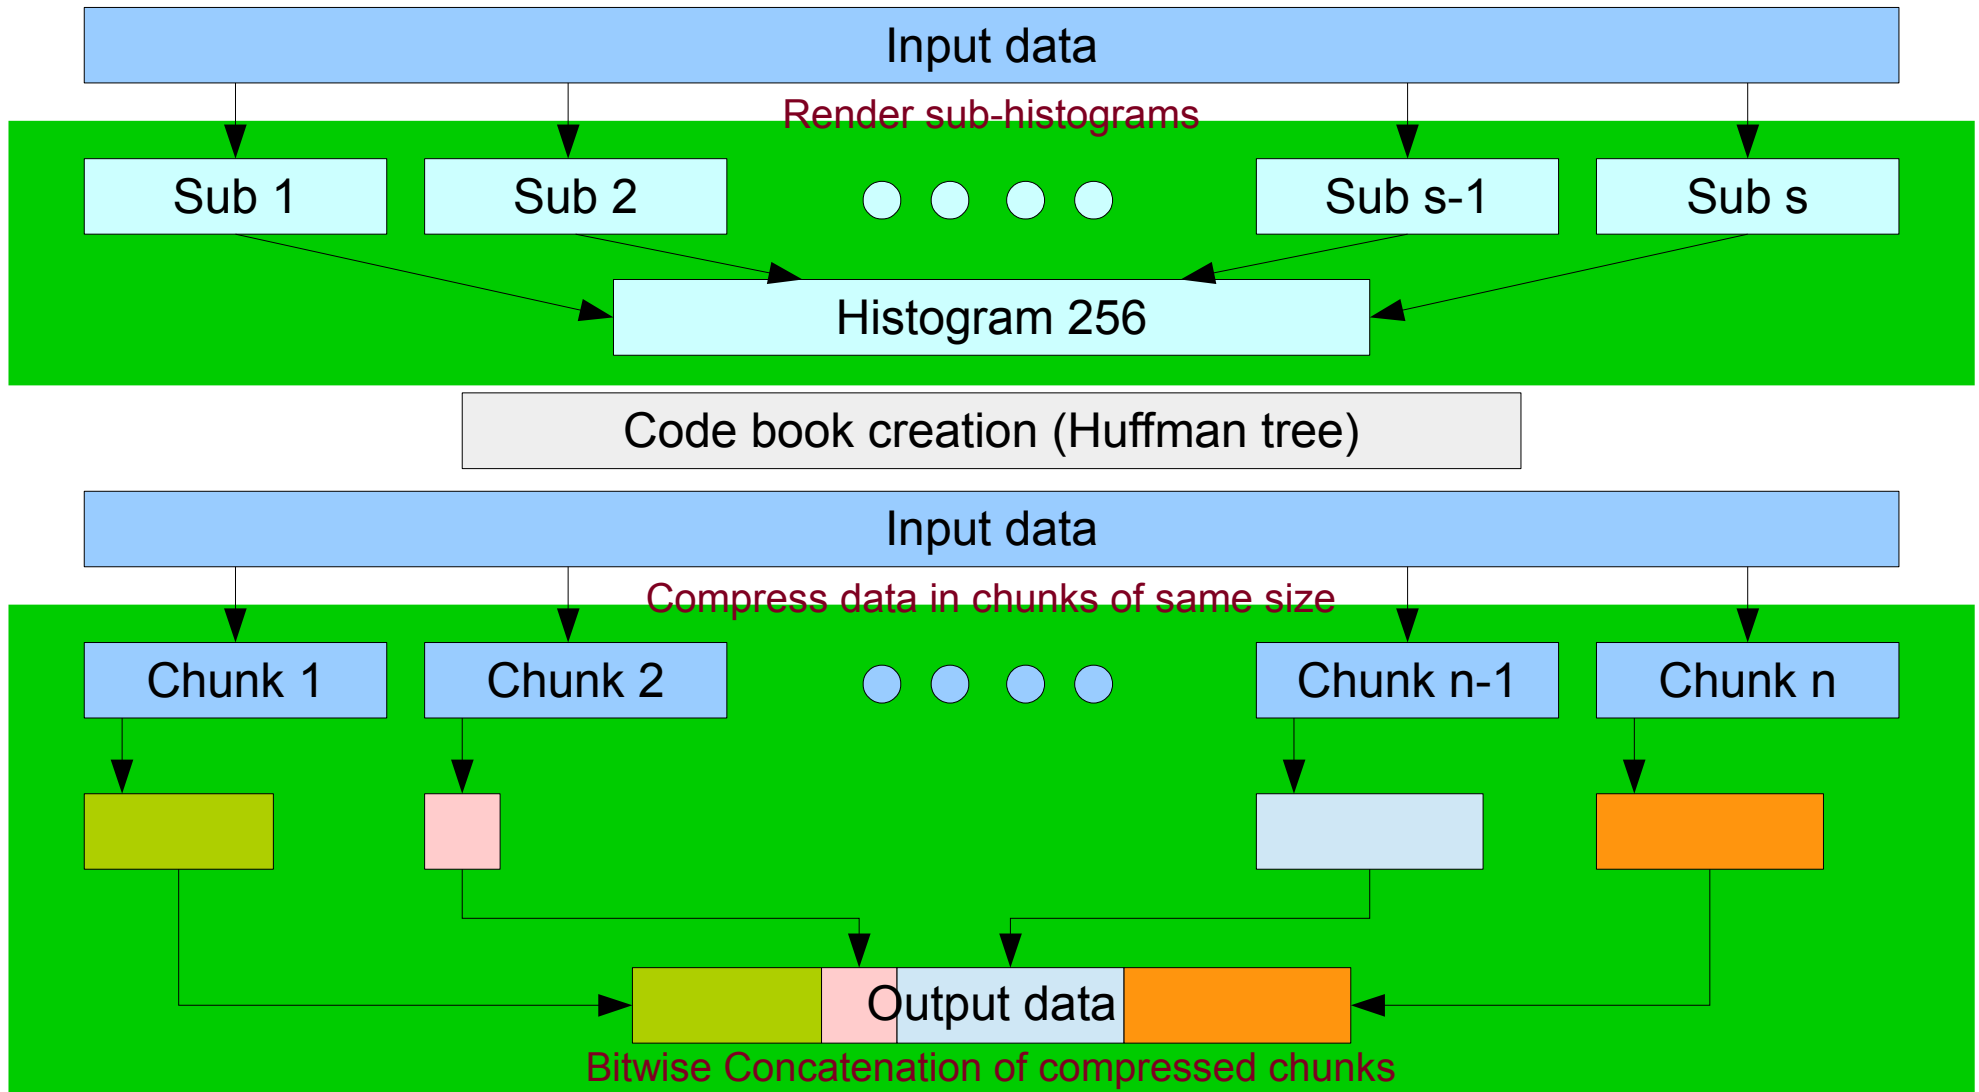 Input data
Render sub-histograms
Sub 1
Sub 2
Sub s-1
Sub s
Histogram 256
Code book creation (Huffman tree)
Input data
Compress data in chunks of same size
Chunk 1
Chunk 2
Chunk n-1
Chunk n
Output data
Bitwise Concatenation of compressed chunks